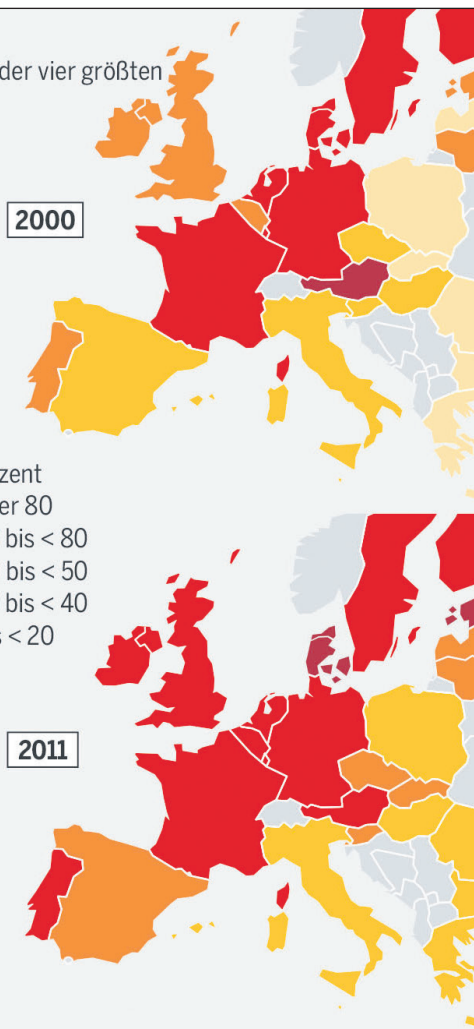 der vier größten
2000
zent
er 80
bis < 80
bis < 50
bis < 40
< 20
2011